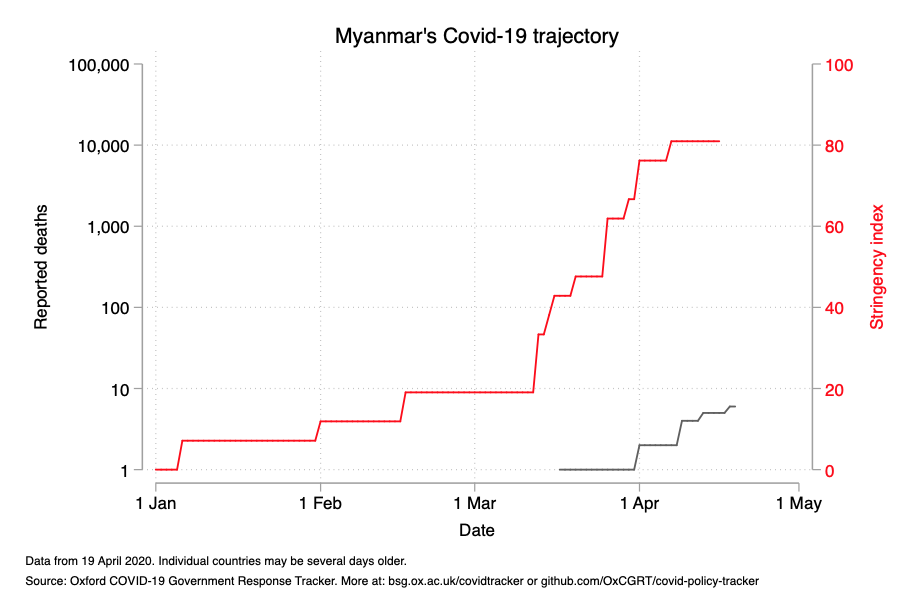 Myanmar's Covid-19 trajectory
100,000
10,000
1,000
100
10
1
Reported deaths
100
80
60
40
20
0
Stringency index
1 Jan
1 Feb
1 Mar
1 Apr
1 May
Date
Data from 19 April 2020. Individual countries may be several days older.
Source: Oxford COVID-19 Government Response Tracker. More at: bsg.ox.ac.uk/covidtracker or github.com/OxCGRT/covid-policy-tracker